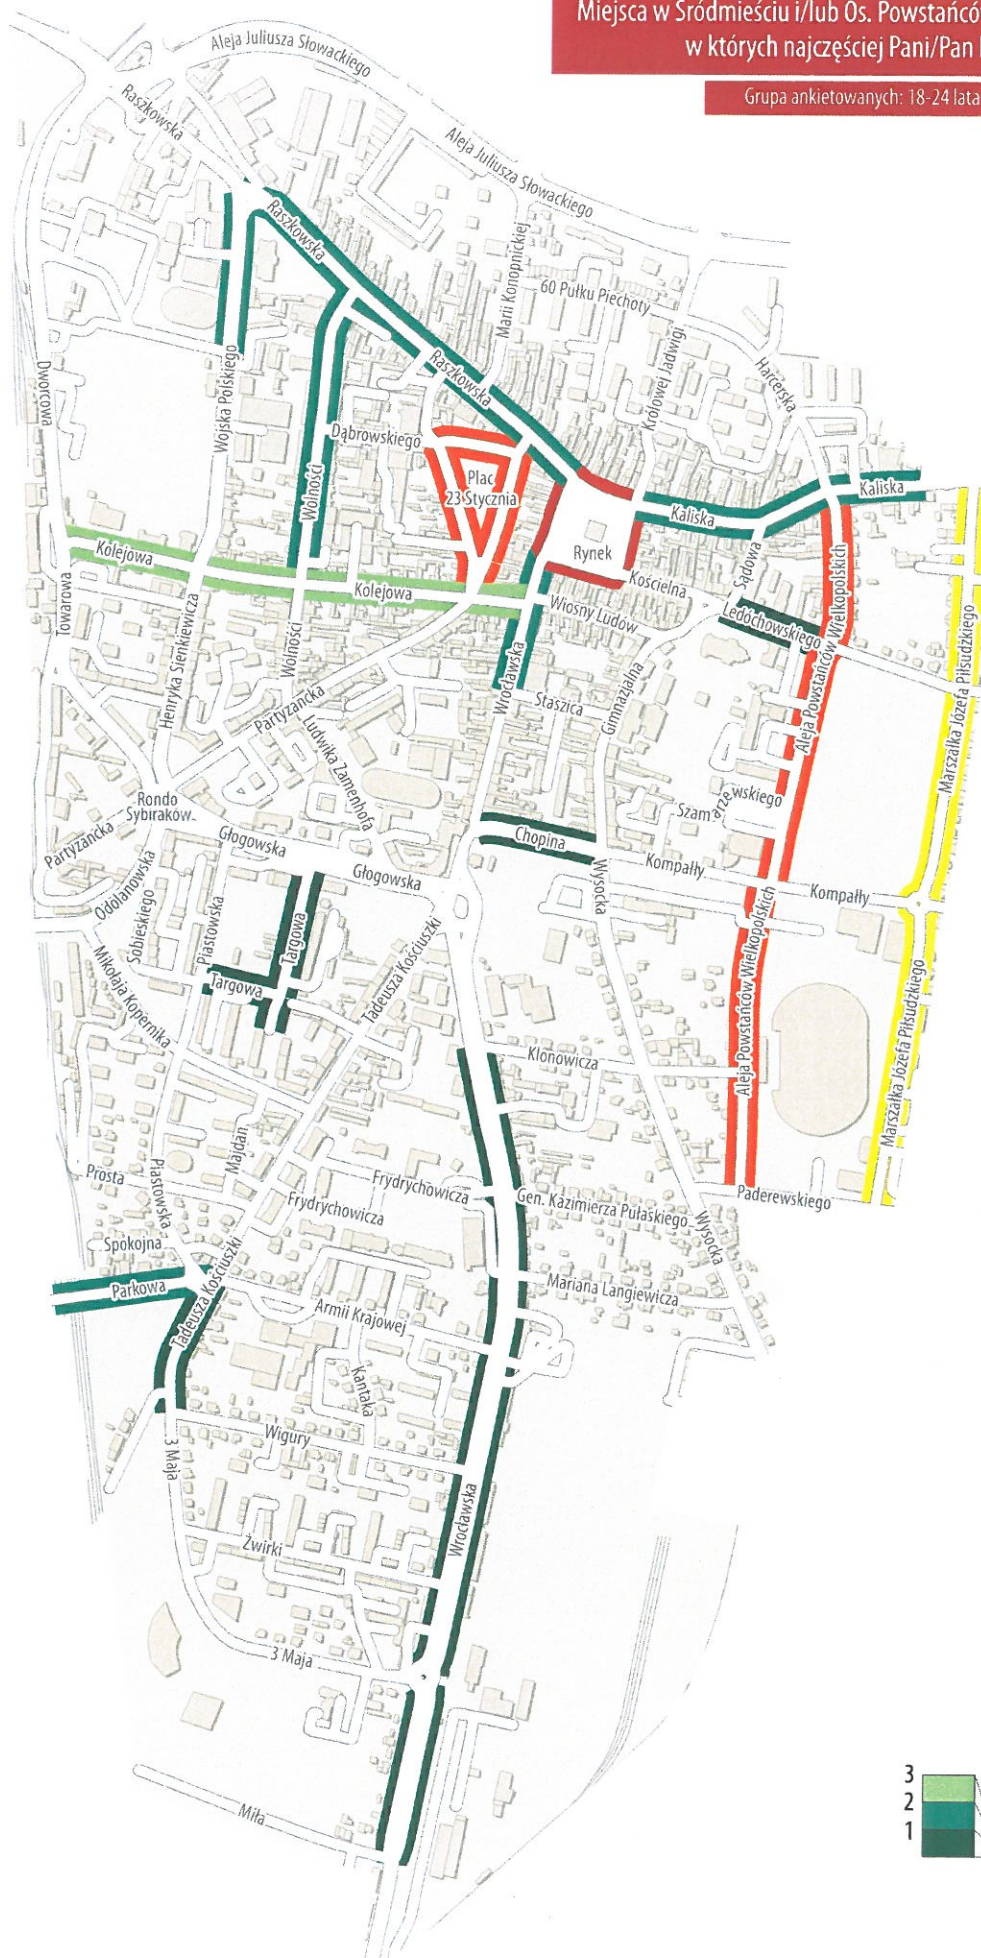 Miejsca w Śródmieściu i/lub Os. Powstańców
w których najczęściej Pani/Pan
Grupa ankietowanych: 18-24 lata
Aleja Juliusza Słowackiego
Raszkowska
Aleja Juliusza Słowackiego
Raszkowska
Marii Konopnickiej
60 Pułku Piechoty
Królowej Jadwigi
Harcerska
Dworcowa
Wojska Polskiego
Raszkowska
Dąbrowskiego
Wolności
Plac
23 Stycznia
Kaliska
Kaliska
Rynek
Kolejowa
Kolejowa
Kościelna
Sądowa
Wiosny Ludów
Ledóchowskiego
Towarowa
Henryka Sienkiewicza
Wolności
Wrocławska
Staszica
Gimnazjalna
Aleja Powstańców Wielkopolskich
Marszałka Józefa Piłsudzkiego
Partyzancka
Ludwika Zamenhofa
Rondo
Sybiraków
Szamarzewskiego
Partyzancka
Głogowska
Głogowska
Chopina
Wysocka
Kompałły
Kompałły
Odolanowska
Sobieskiego
Piastowska
Targowa
Targowa
Mikołaja Kopernika
Tadeusza Kościuszki
Aleja Powstańców Wielkopolskich
Marszałka Józefa Piłsudzkiego
Klonowicza
Majdan
Prosta
Piastowska
Frydrychowicza
Frydrychowicza
Gen. Kazimierza Pułaskiego
Paderewskiego
Wysocka
Spokojna
Parkowa
Tadeusza Kościuszki
Mariana Langiewicza
Armii Krajowej
Kantaka
Wigury
3 Maja
Wrocławska
Żwirki
3 Maja
Miła
3
2
1